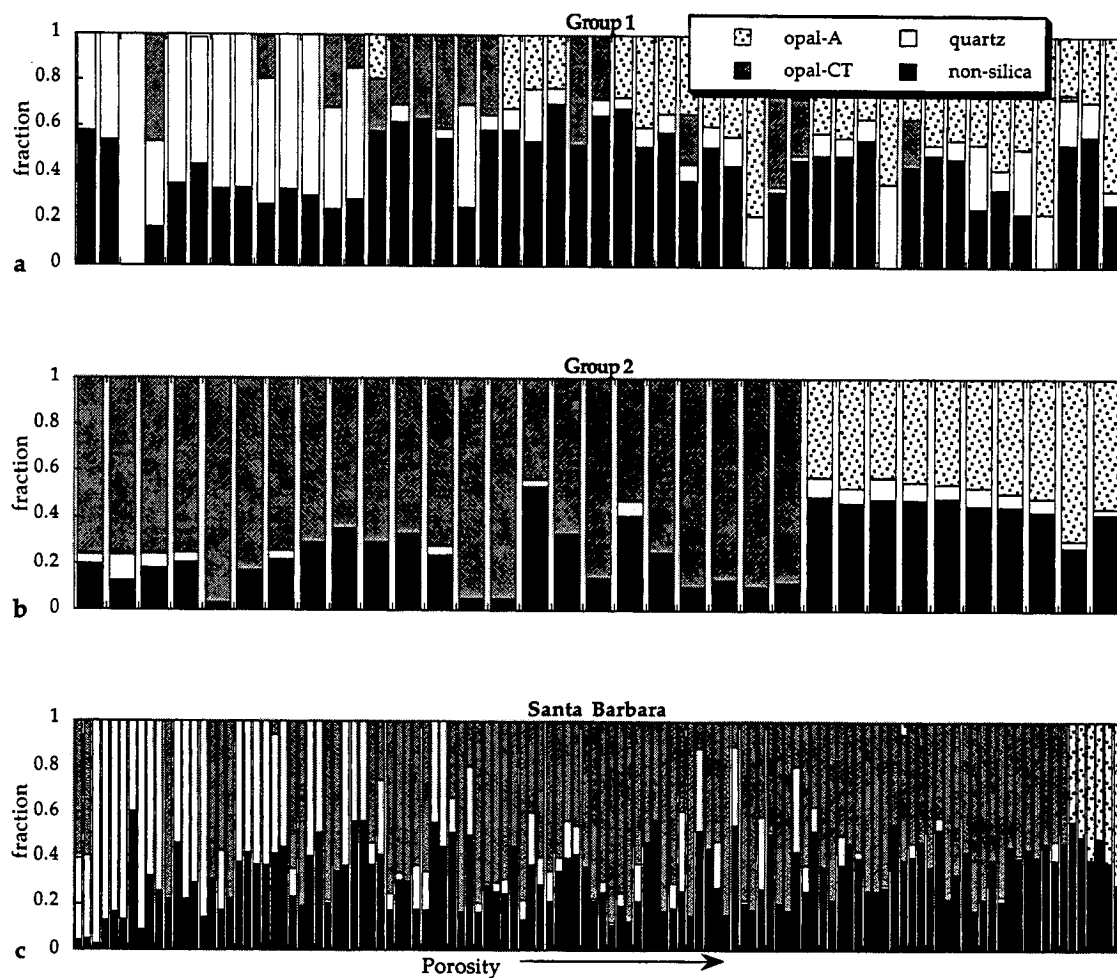 Group 1
opal-A
quartz
opal-CT
non-silica
1
0.8
0.6
0.4
0.2
0
fraction
a
Group 2
1
0.8
0.6
0.4
0.2
0
fraction
b
Santa Barbara
1
0.8
0.6
0.4
0.2
0
fraction
c
Porosity